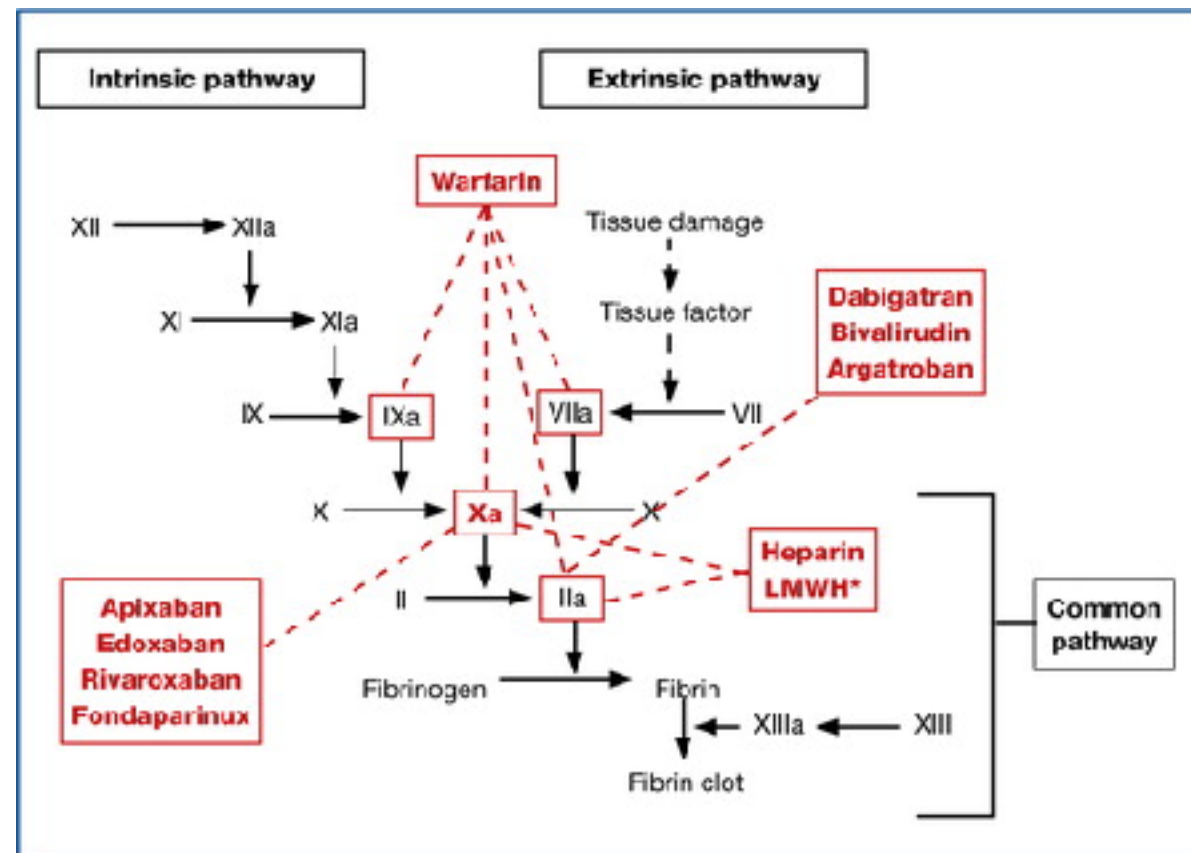 Intrinsic pathway
Extrinsic pathway
Warfarin
XII
XIIa
Tissue damage
XI
XIa
Tissue factor
Dabigatran
Bivalirudin
Argatroban
IX
IXa
VIIa
VII
X
Xa
X
Heparin
LMWH*
II
IIa
Apixaban
Edoxaban
Rivaroxaban
Fondaparinux
Common
pathway
Fibrinogen
Fibrin
XIIIa
XIII
Fibrin clot